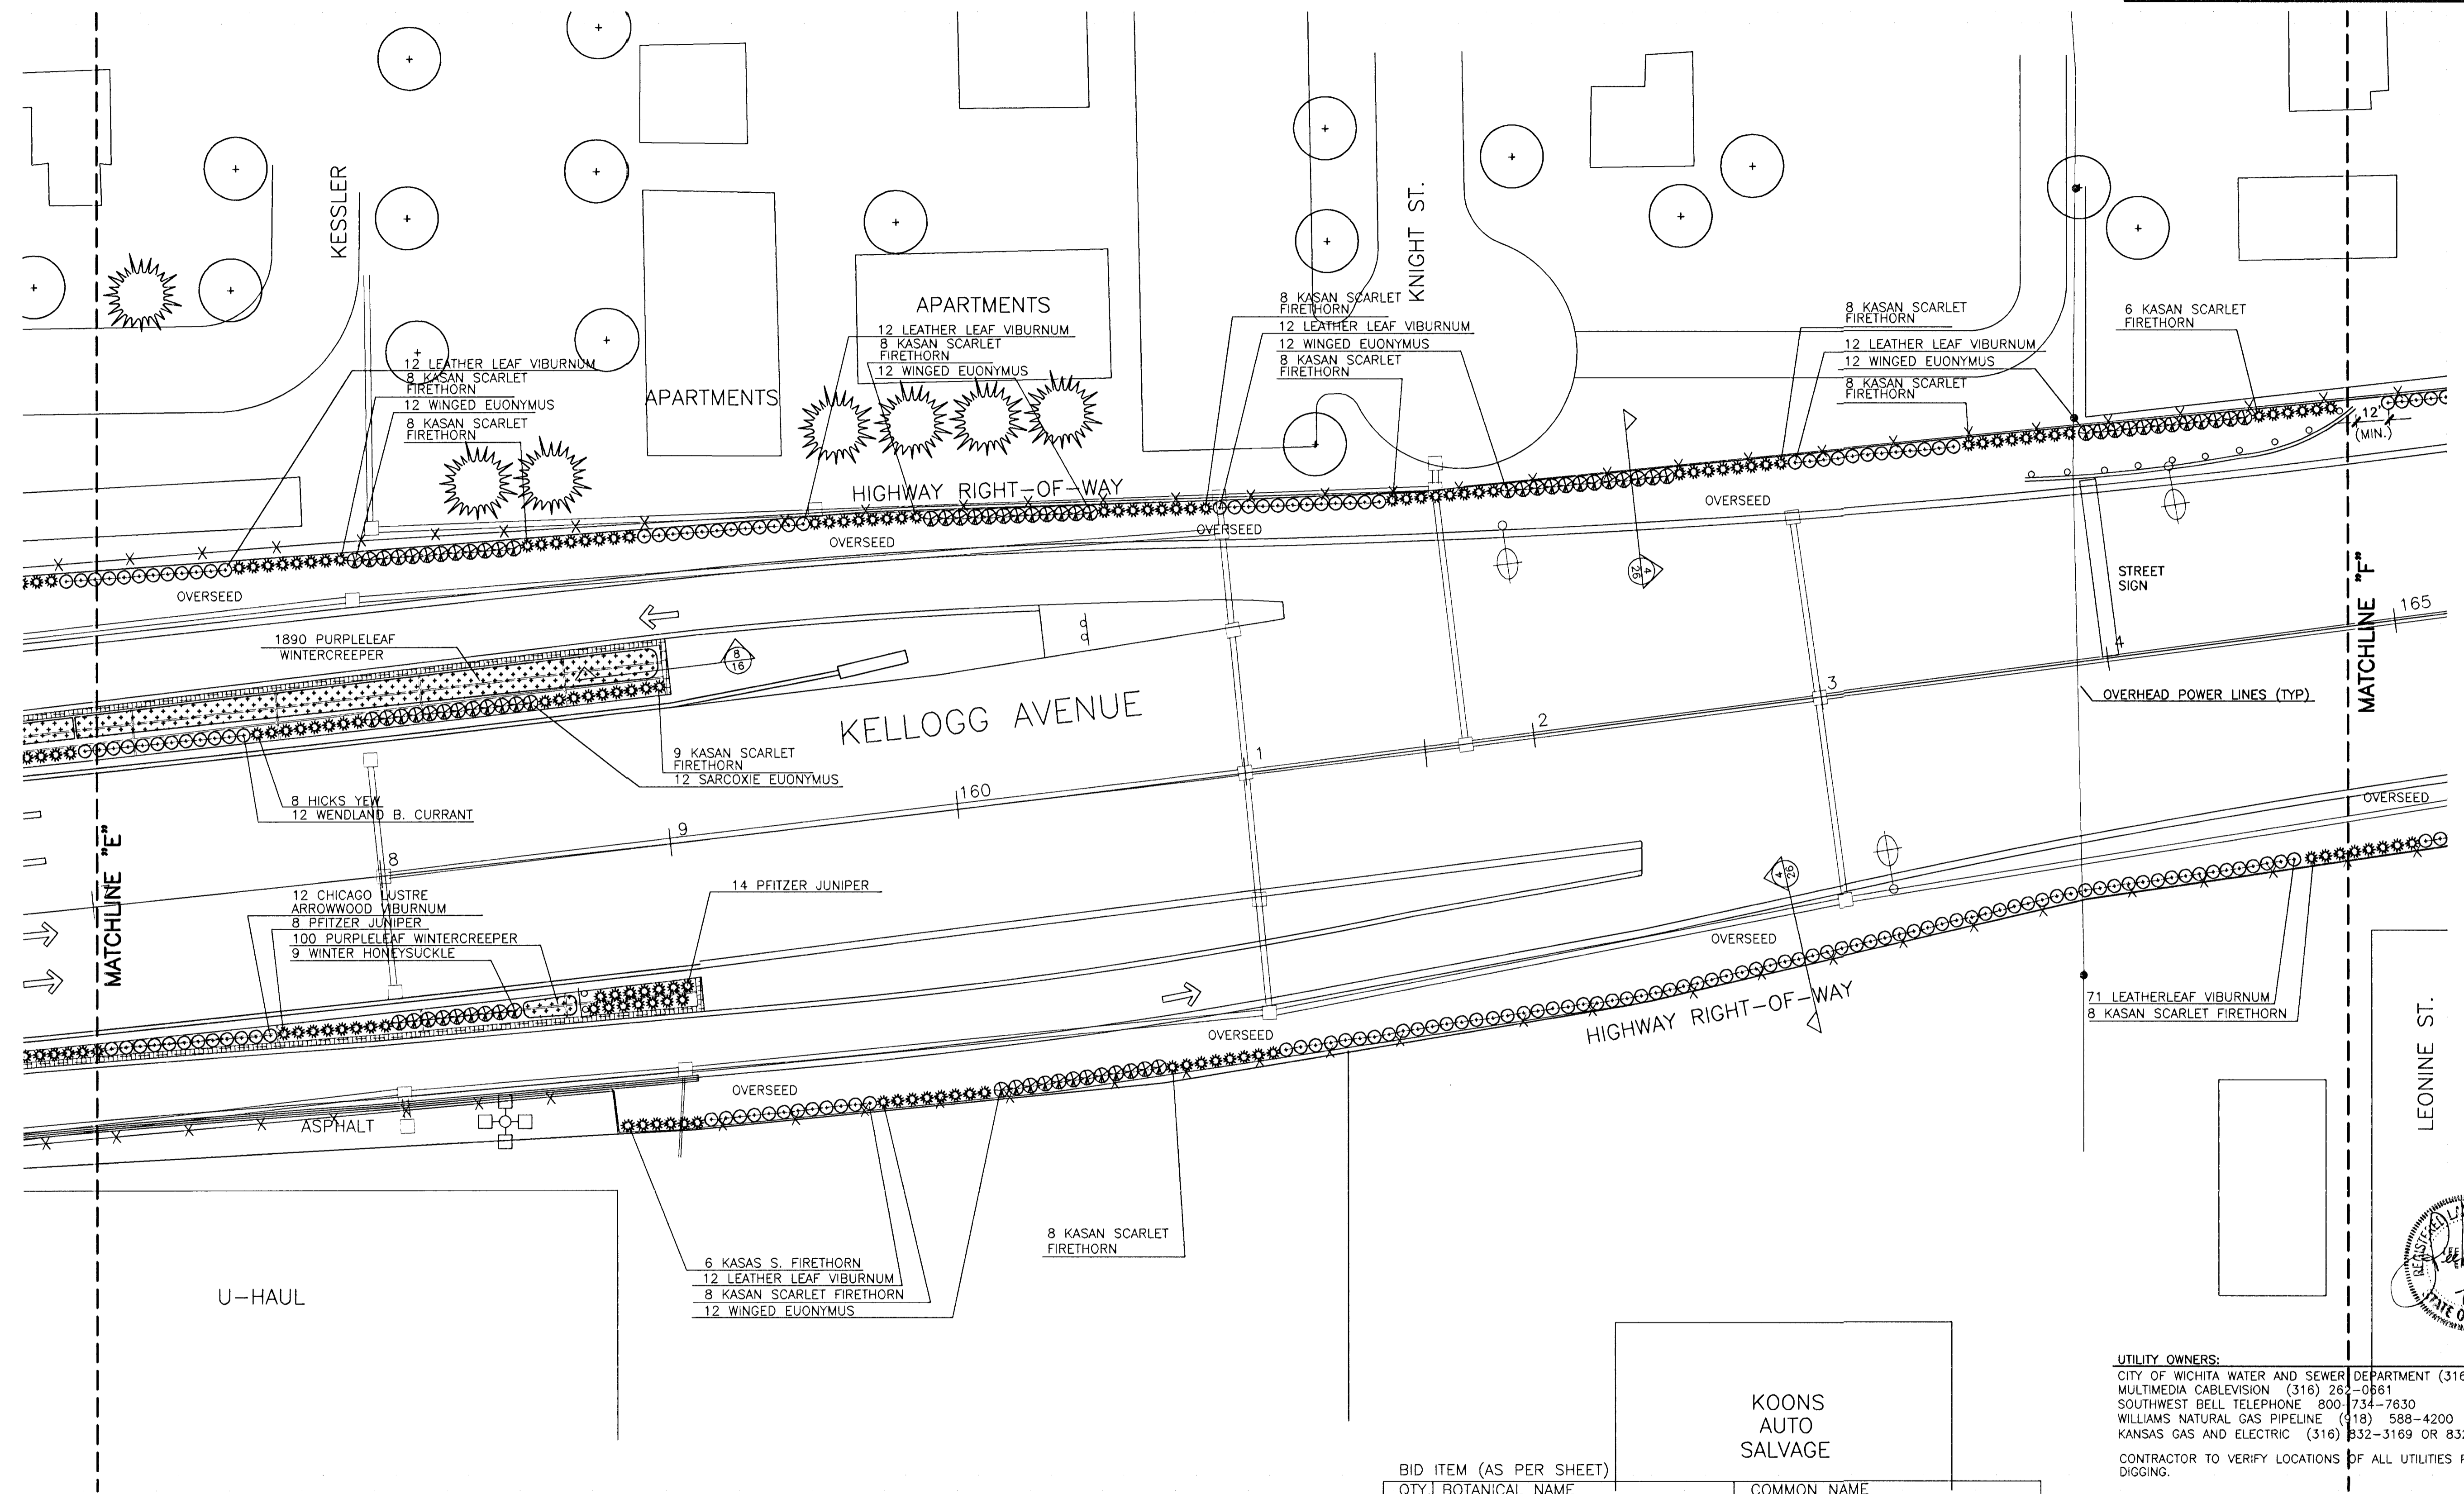 KESSLER
KNIGHT ST.
APARTMENTS
12 LEATHER LEAF VIBURNUM
8 KASAN SCARLET
FIRETHORN
12 WINGED EUONYMUS
8 KASAN SCARLET
FIRETHORN
12 LEATHER LEAF VIBURNUM
12 WINGED EUONYMUS
8 KASAN SCARLET
FIRETHORN
8 KASAN SCARLET
FIRETHORN
12 LEATHER LEAF VIBURNUM
12 WINGED EUONYMUS
8 KASAN SCARLET
FIRETHORN
6 KASAN SCARLET
FIRETHORN
12 LEATHER LEAF VIBURNUM
8 KASAN SCARLET
FIRETHORN
12 WINGED EUONYMUS
8 KASAN SCARLET
FIRETHORN
APARTMENTS
12'
(MIN.)
HIGHWAY RIGHT-OF-WAY
OVERSEED
OVERSEED
OVERSEED
OVERSEED
4
26
STREET
SIGN
MATCHLINE "F"
165
1890 PURPLELEAF
WINTERCREEPER
8
16
4
OVERHEAD POWER LINES (TYP)
KELLOGG AVENUE
3
2
1
9 KASAN SCARLET
FIRETHORN
12 SARCOXIE EUONYMUS
160
8 HICKS YEW
12 WENDLAND B. CURRANT
9
8
OVERSEED
MATCHLINE "E"
12 CHICAGO LUSTRE
ARROWWOOD VIBURNUM
8 PFITZER JUNIPER
100 PURPLELEAF WINTERCREEPER
9 WINTER HONEYSUCKLE
14 PFITZER JUNIPER
4
26
OVERSEED
71 LEATHERLEAF VIBURNUM
8 KASAN SCARLET FIRETHORN
HIGHWAY RIGHT-OF-WAY
OVERSEED
LEONINE ST.
OVERSEED
ASPHALT
8 KASAN SCARLET
FIRETHORN
6 KASAS S. FIRETHORN
12 LEATHER LEAF VIBURNUM
8 KASAN SCARLET FIRETHORN
12 WINGED EUONYMUS
U-HAUL
KOONS
AUTO
SALVAGE
UTILITY OWNERS:
CITY OF WICHITA WATER AND SEWER DEPARTMENT (316
MULTIMEDIA CABLEVISION (316) 262-0661
SOUTHWEST BELL TELEPHONE 800-734-7630
WILLIAMS NATURAL GAS PIPELINE (918) 588-4200
KANSAS GAS AND ELECTRIC (316) 832-3169 OR 832
CONTRACTOR TO VERIFY LOCATIONS OF ALL UTILITIES
DIGGING.
BID ITEM (AS PER SHEET)
QTY. BOTANICAL NAME COMMON NAME